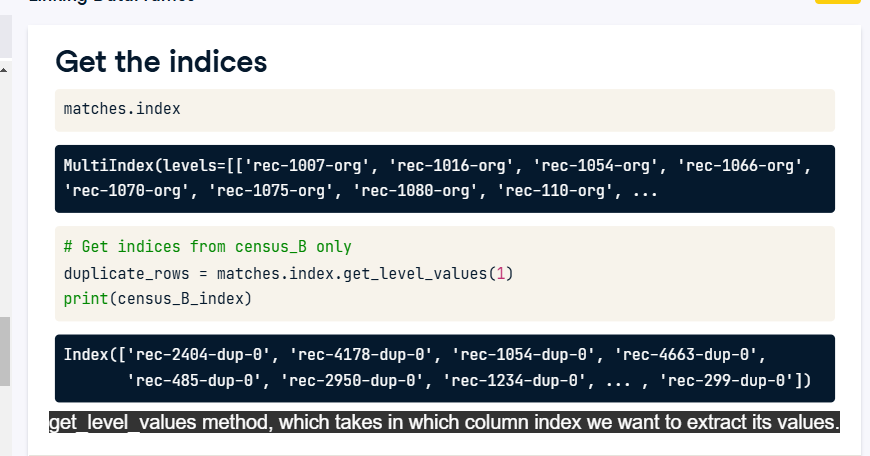 Linking DataFrames
Get the indices
matches.index
MultiIndex(levels=[['rec-1007-org', 'rec-1016-org', 'rec-1054-org', 'rec-1066-org',
'rec-1070-org', 'rec-1075-org', 'rec-1080-org', 'rec-110-org', ...
# Get indices from census_B only
duplicate_rows = matches.index.get_level_values(1)
print(census_B_index)
Index(['rec-2404-dup-0', 'rec-4178-dup-0', 'rec-1054-dup-0', 'rec-4663-dup-0',
'rec-485-dup-0', 'rec-2950-dup-0', 'rec-1234-dup-0', ... , 'rec-299-dup-0'])
get_level_values method, which takes in which column index we want to extract its values.